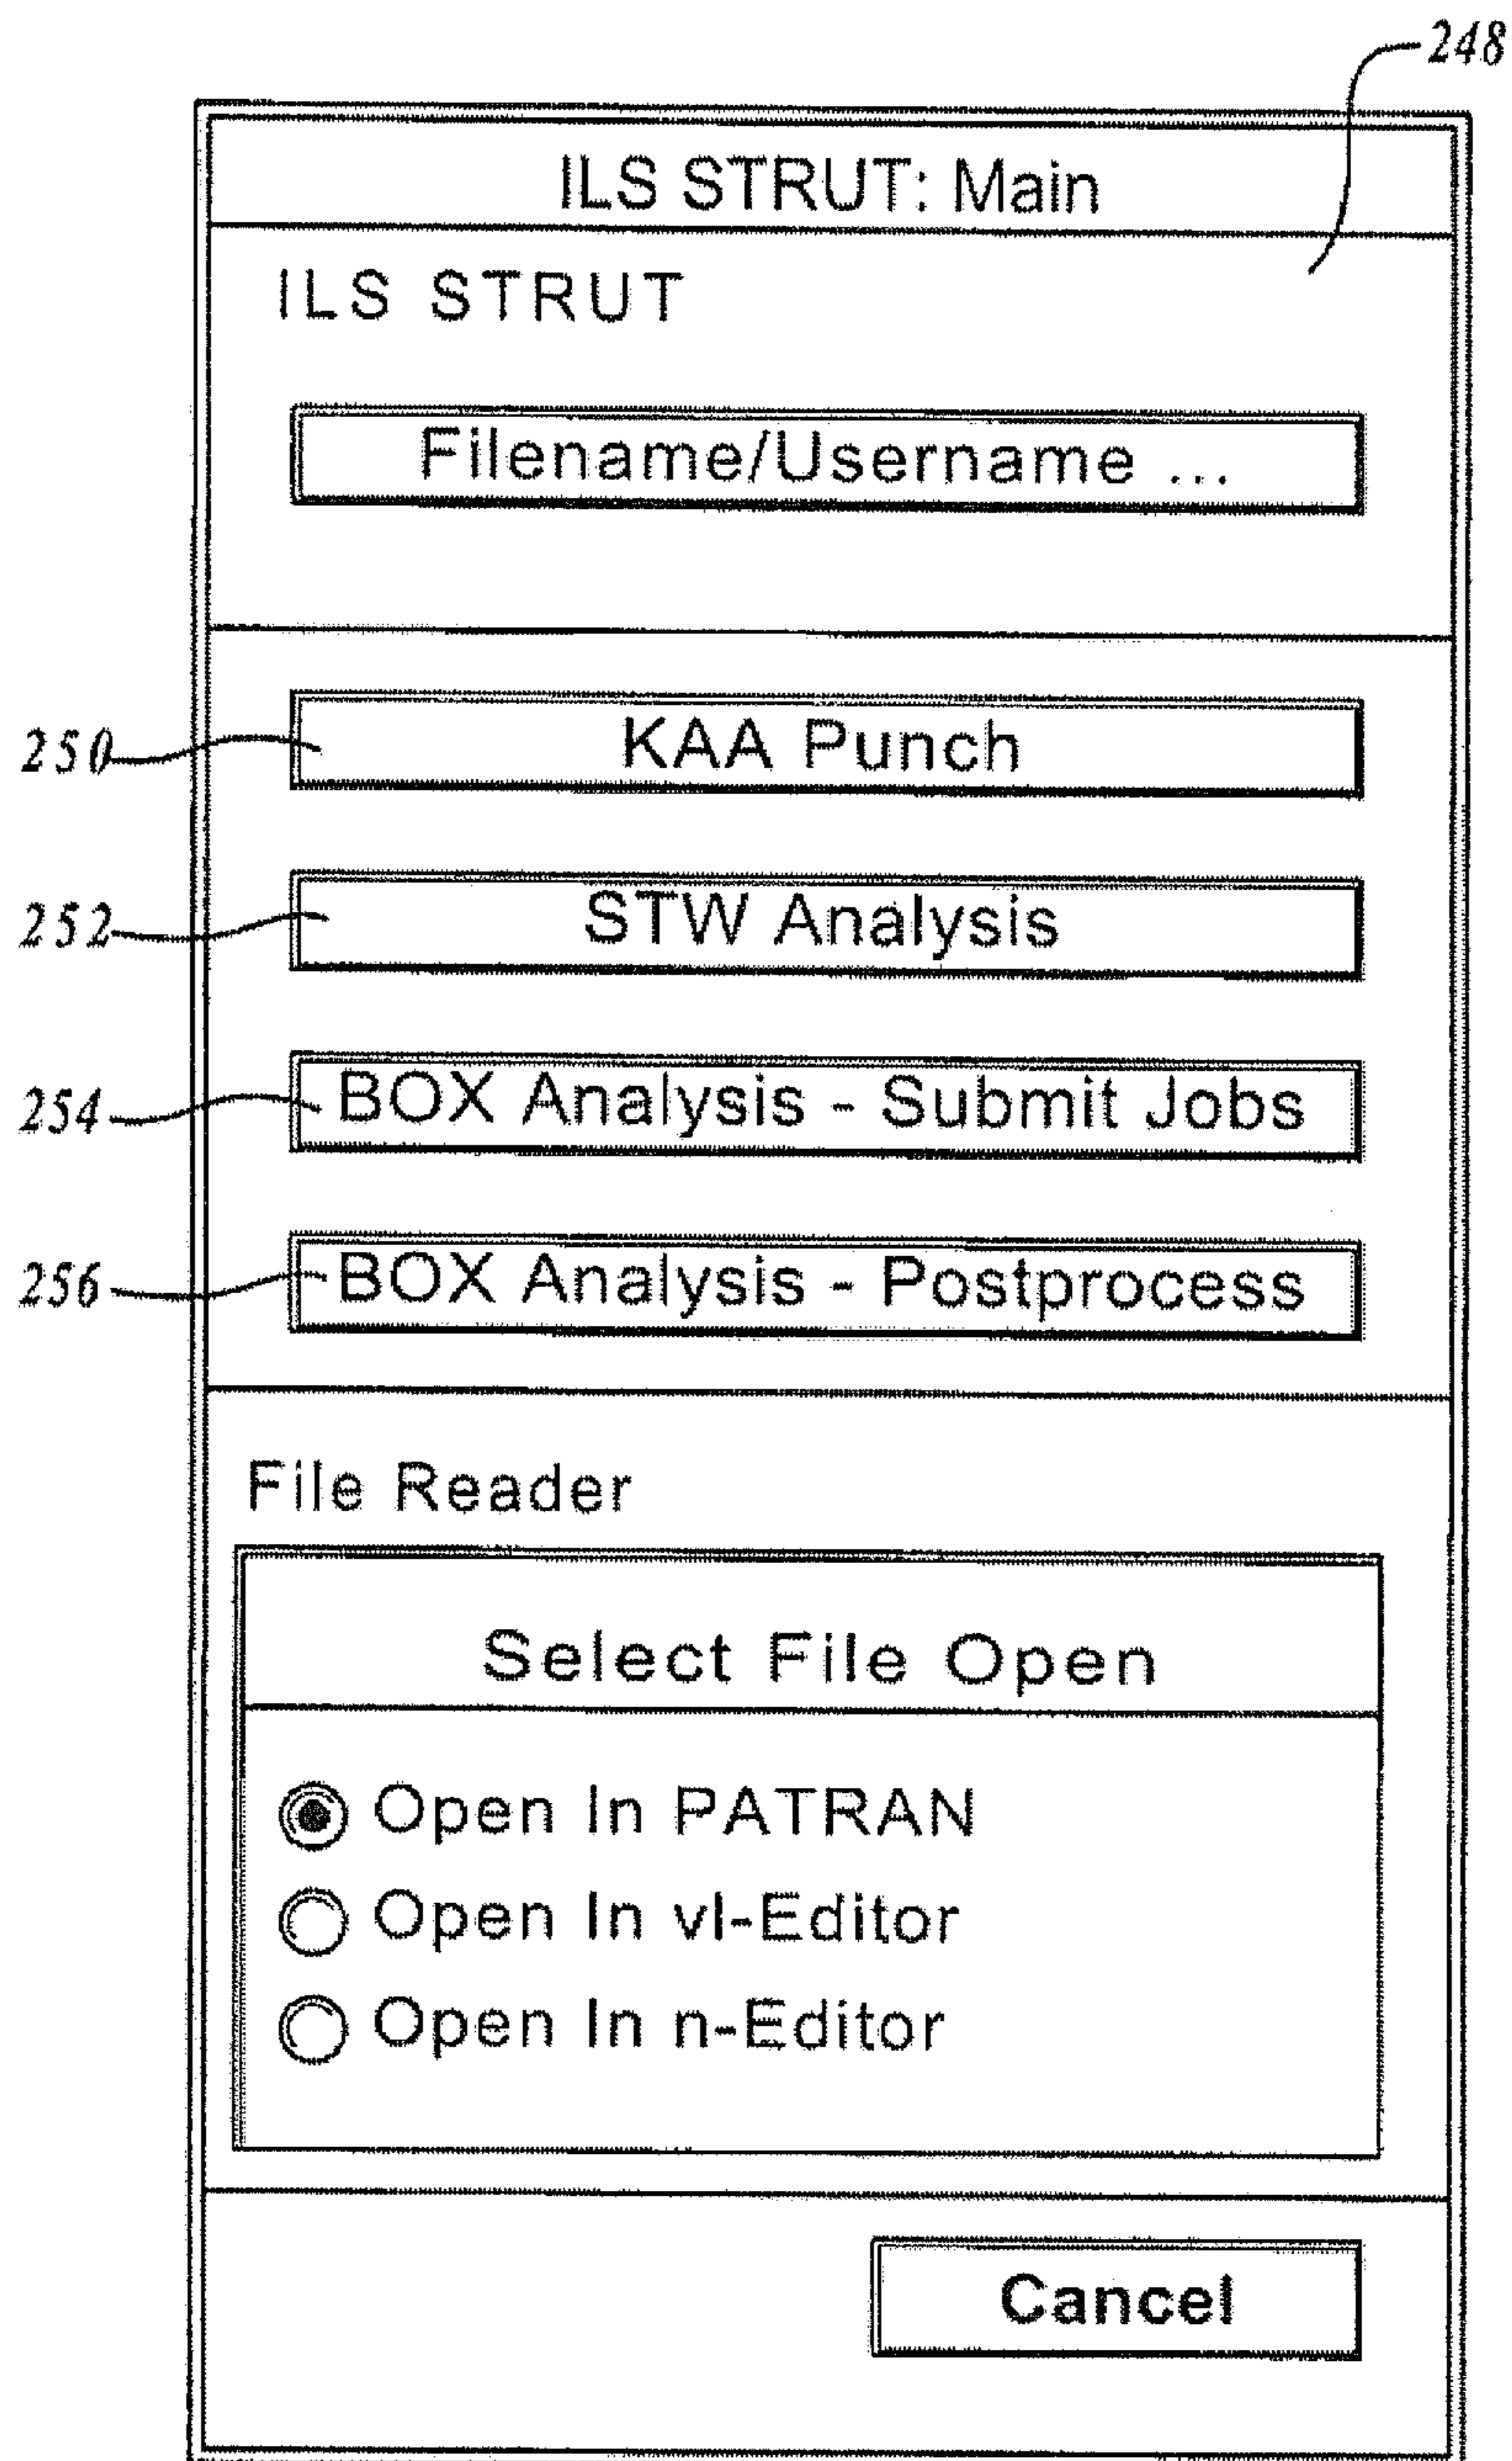 248
ILS STRUT: Main
ILS STRUT
Filename/Username ...
250 KAA Punch
252 STW Analysis
254 BOX Analysis - Submit Jobs
256 BOX Analysis - Postprocess
File Reader
Select File Open
Open In PATRAN
Open In vI-Editor
Open In n-Editor
Cancel